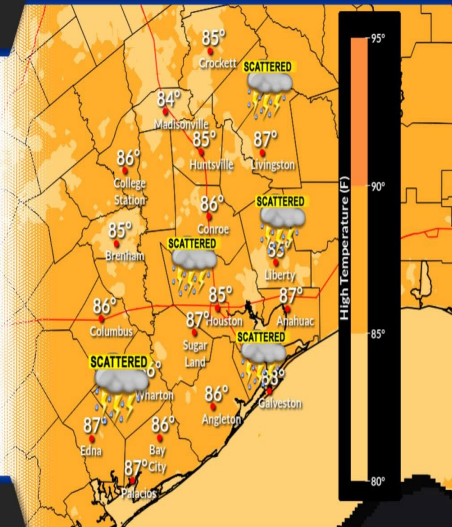 85°
Crockett
SCATTERED
84°
Madisonville
85°
Huntsville
87°
Livingston
86°
College
Station
86°
Conroe
SCATTERED
85°
Brenham
SCATTERED
Liberty
86°
Columbus
85°
Houston
87°
Anahuac
87°
Sugar
Land
SCATTERED
83°
Galveston
SCATTERED
Wharton
86°
Angleton
87°
Edna
86°
Bay
City
87°
Palacios
High Temperature (F)
95°
90°
85°
80°